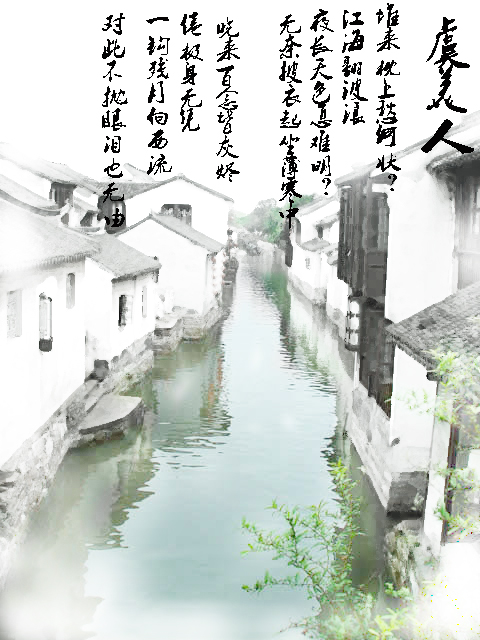 虞美人
堆来枕上愁何状？
江海翻波浪
夜长天色总难明？
无奈披衣起坐薄寒中
晓来百念皆灰烬
倦极身无凭
一钩残月向西流
对此不抛眼泪也无由